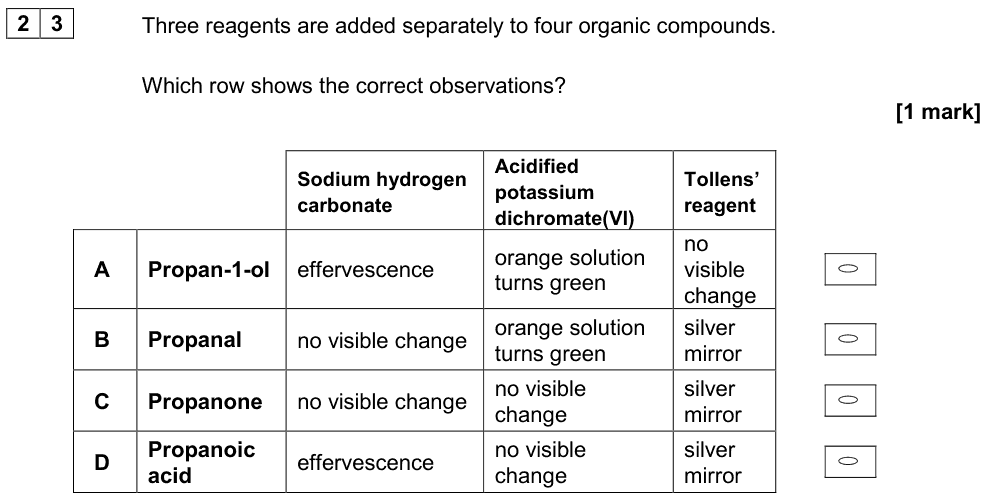 2 3 Three reagents are added separately to four organic compounds.
Which row shows the correct observations?
[1 mark]
Sodium hydrogen
carbonate
Acidified
potassium
dichromate(VI)
Tollens’
reagent
A
Propan-1-ol
effervescence
orange solution
turns green
no
visible
change
B
Propanal
no visible change
orange solution
turns green
silver
mirror
C
Propanone
no visible change
no visible
change
silver
mirror
D
Propanoic
acid
effervescence
no visible
change
silver
mirror